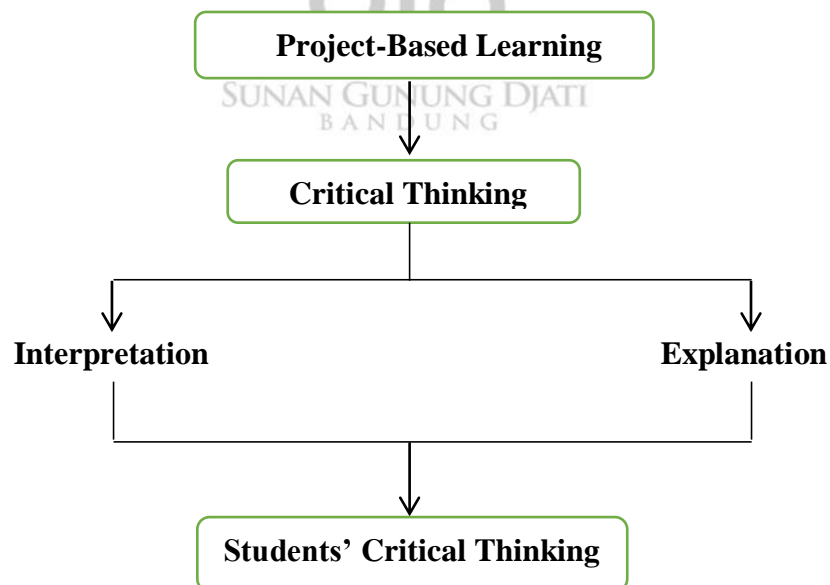 Project-Based Learning
SUNAN GUNUNG DJATI
BANDUNG
Critical Thinking
Interpretation
Explanation
Students’ Critical Thinking